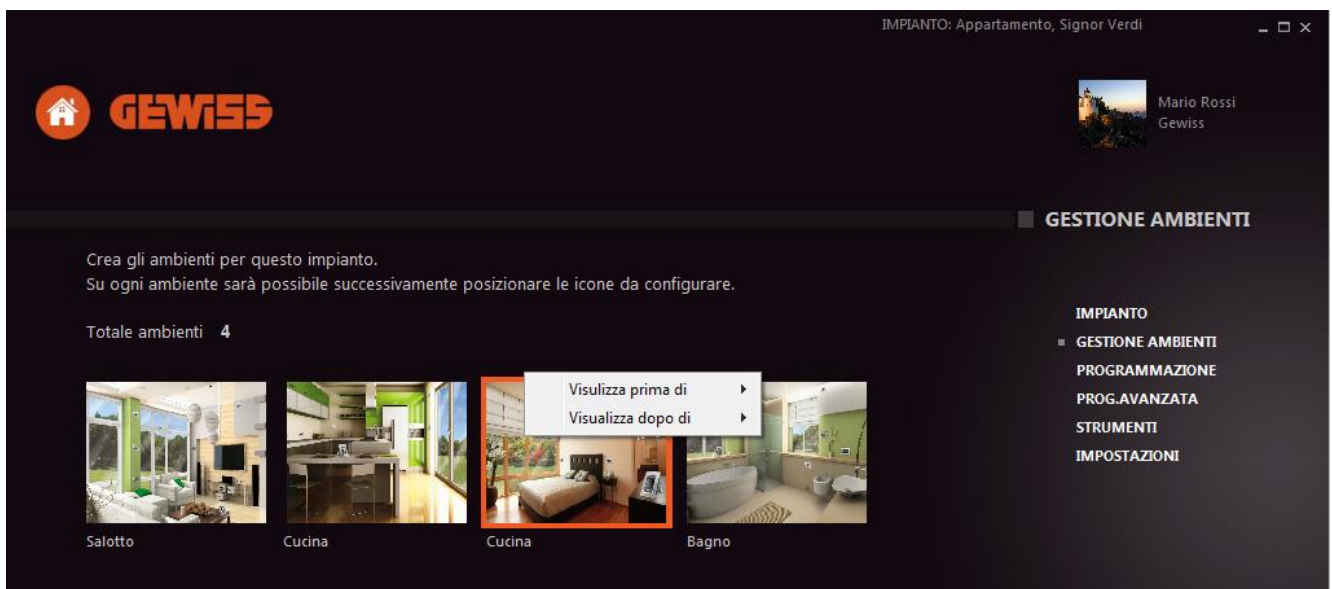 IMPIANTO: Appartamento, Signor Verdi
GEWISS
Mario Rossi
Gewiss
GESTIONE AMBIENTI
Crea gli ambienti per questo impianto.
Su ogni ambiente sarà possibile successivamente posizionare le icone da configurare.
Totale ambienti 4
IMPIANTO
GESTIONE AMBIENTI
PROGRAMMAZIONE
PROG.AVANZATA
STRUMENTI
IMPOSTAZIONI
Visulizza prima di
Visualizza dopo di
Salotto
Cucina
Cucina
Bagno